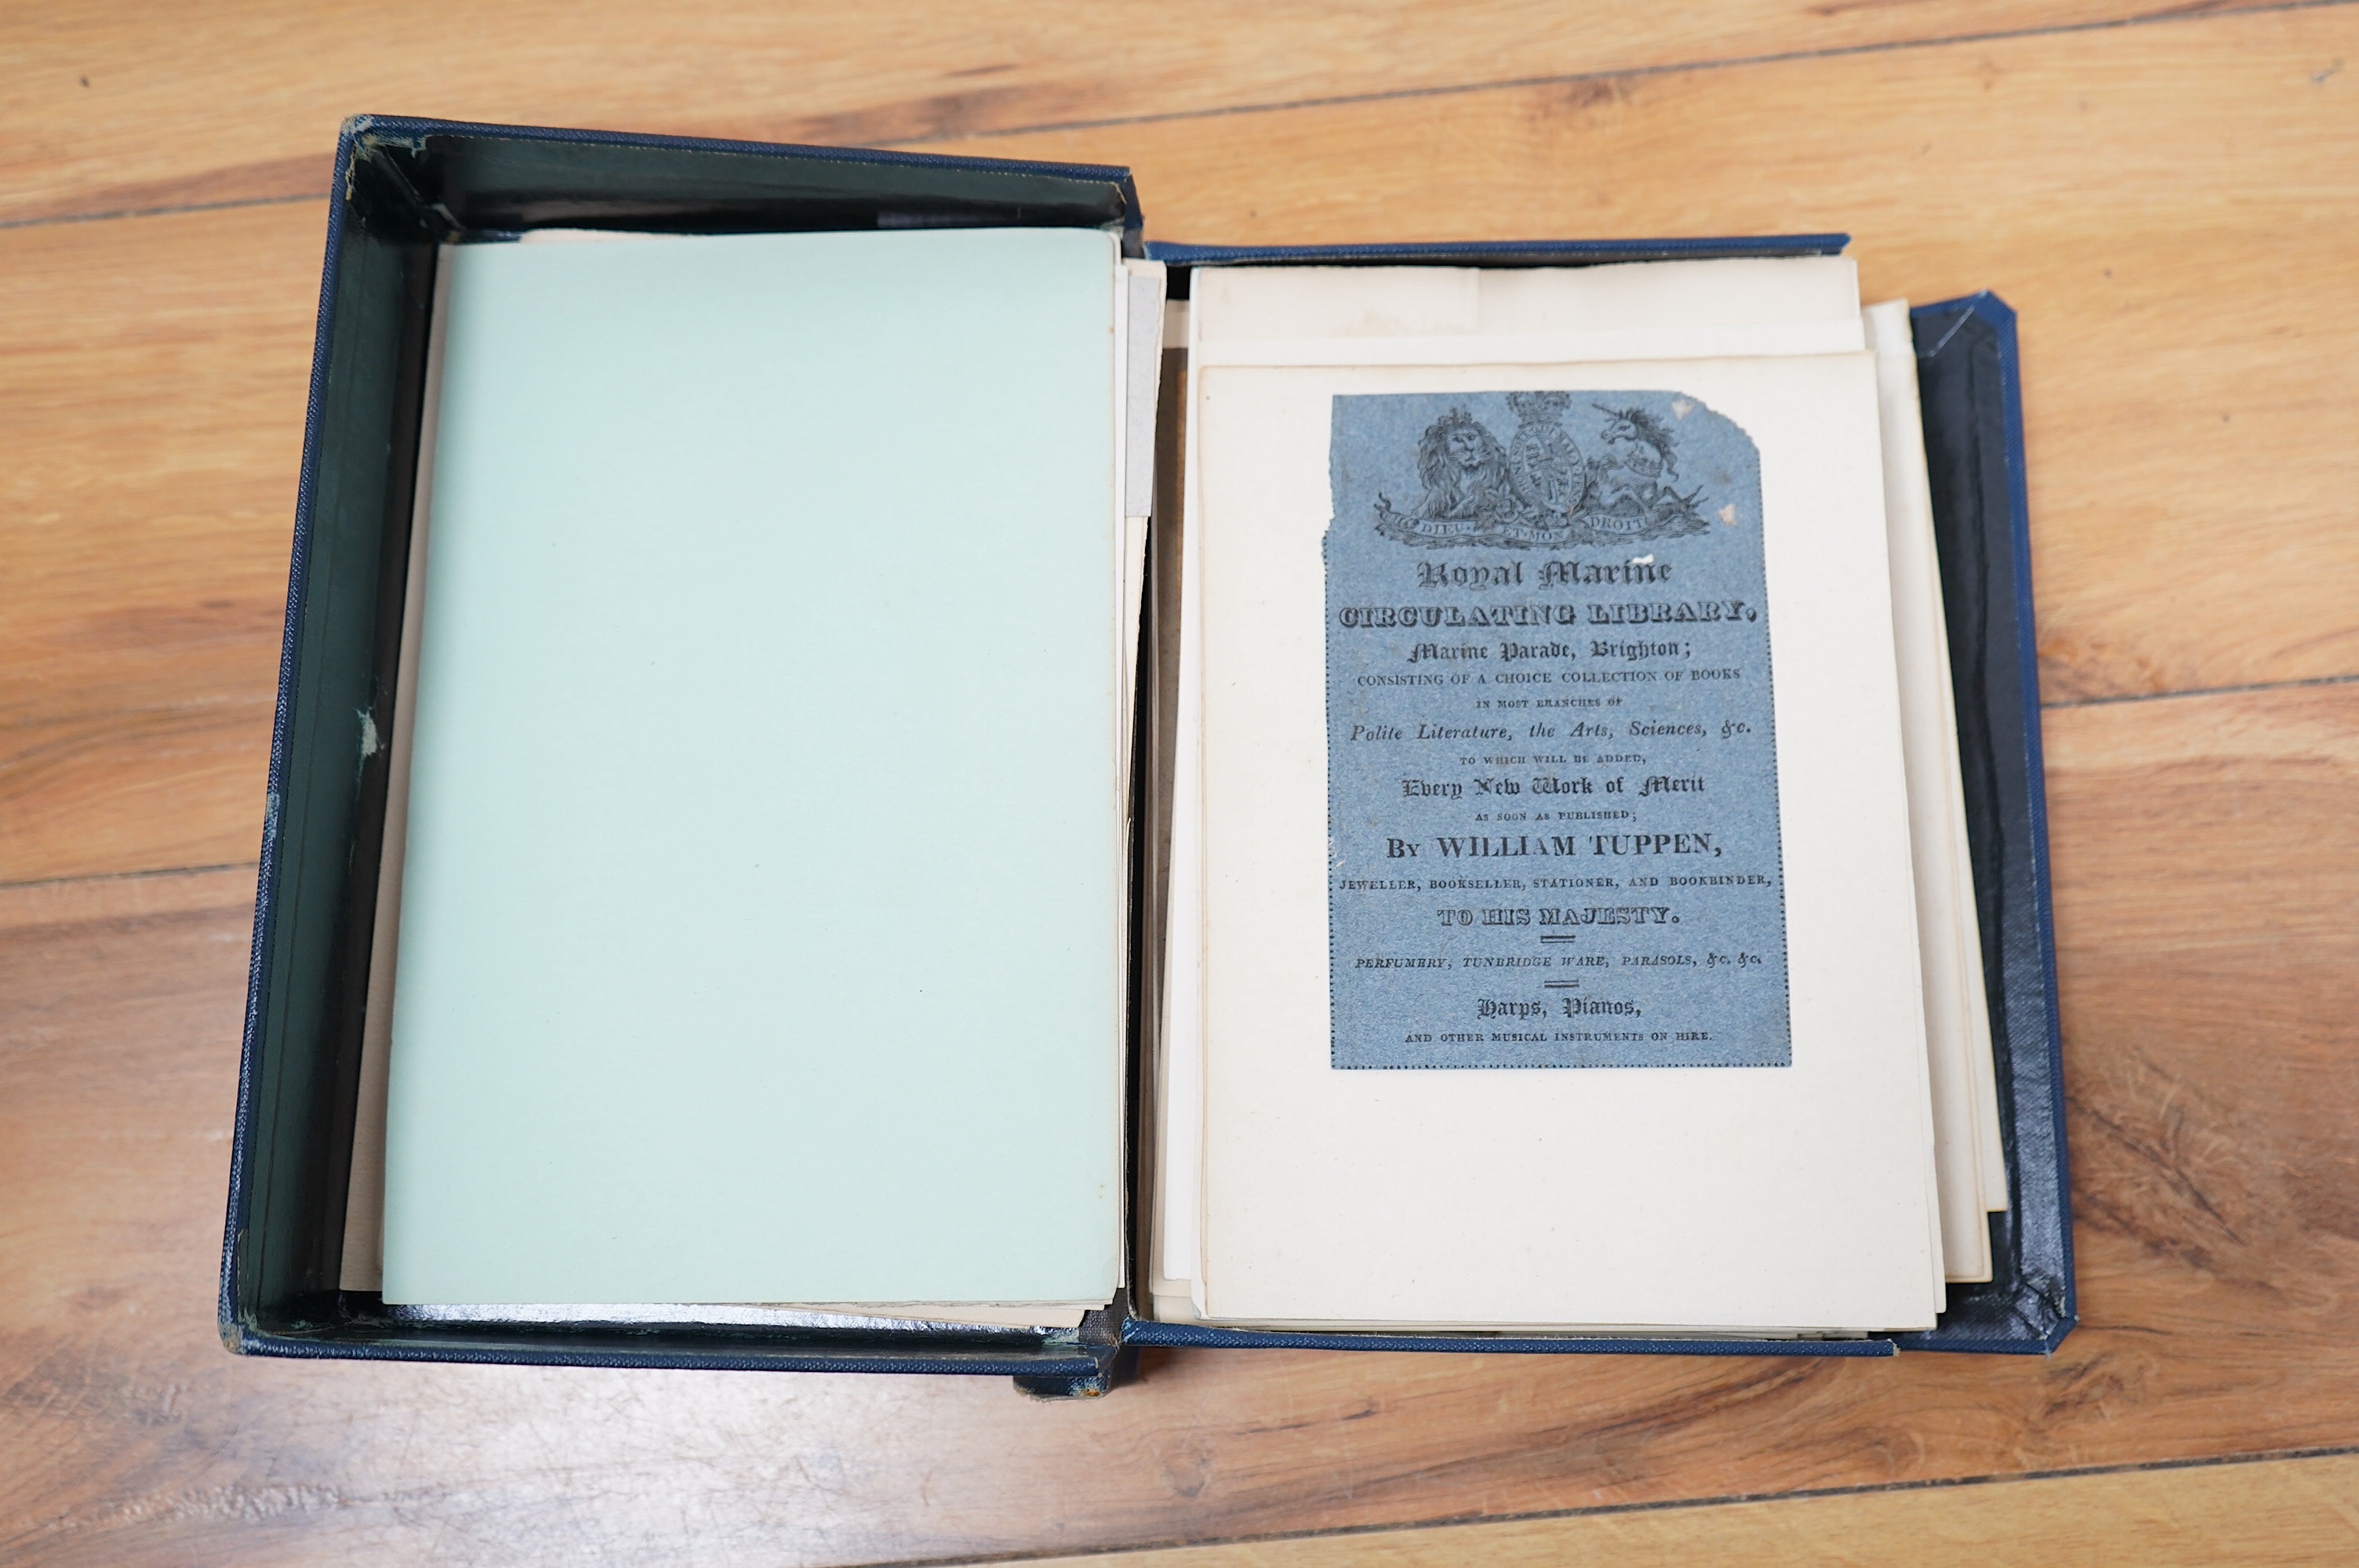 DIEU · ET · MON DROIT
Royal Marine
CIRCULATING LIBRARY,
Marine Parade, Brighton;
CONSISTING OF A CHOICE COLLECTION OF BOOKS
IN MOST BRANCHES OF
Polite Literature, the Arts, Sciences, &c.
TO WHICH WILL BE ADDED,
Every New Work of Merit
AS SOON AS PUBLISHED;
BY WILLIAM TUPPEN,
JEWELLER, BOOKSELLER, STATIONER, AND BOOKBINDER,
TO HIS MAJESTY.
PERFUMERY, TUNBRIDGE WARE, PARASOLS, &c. &c.
Harps, Pianos,
AND OTHER MUSICAL INSTRUMENTS ON HIRE.